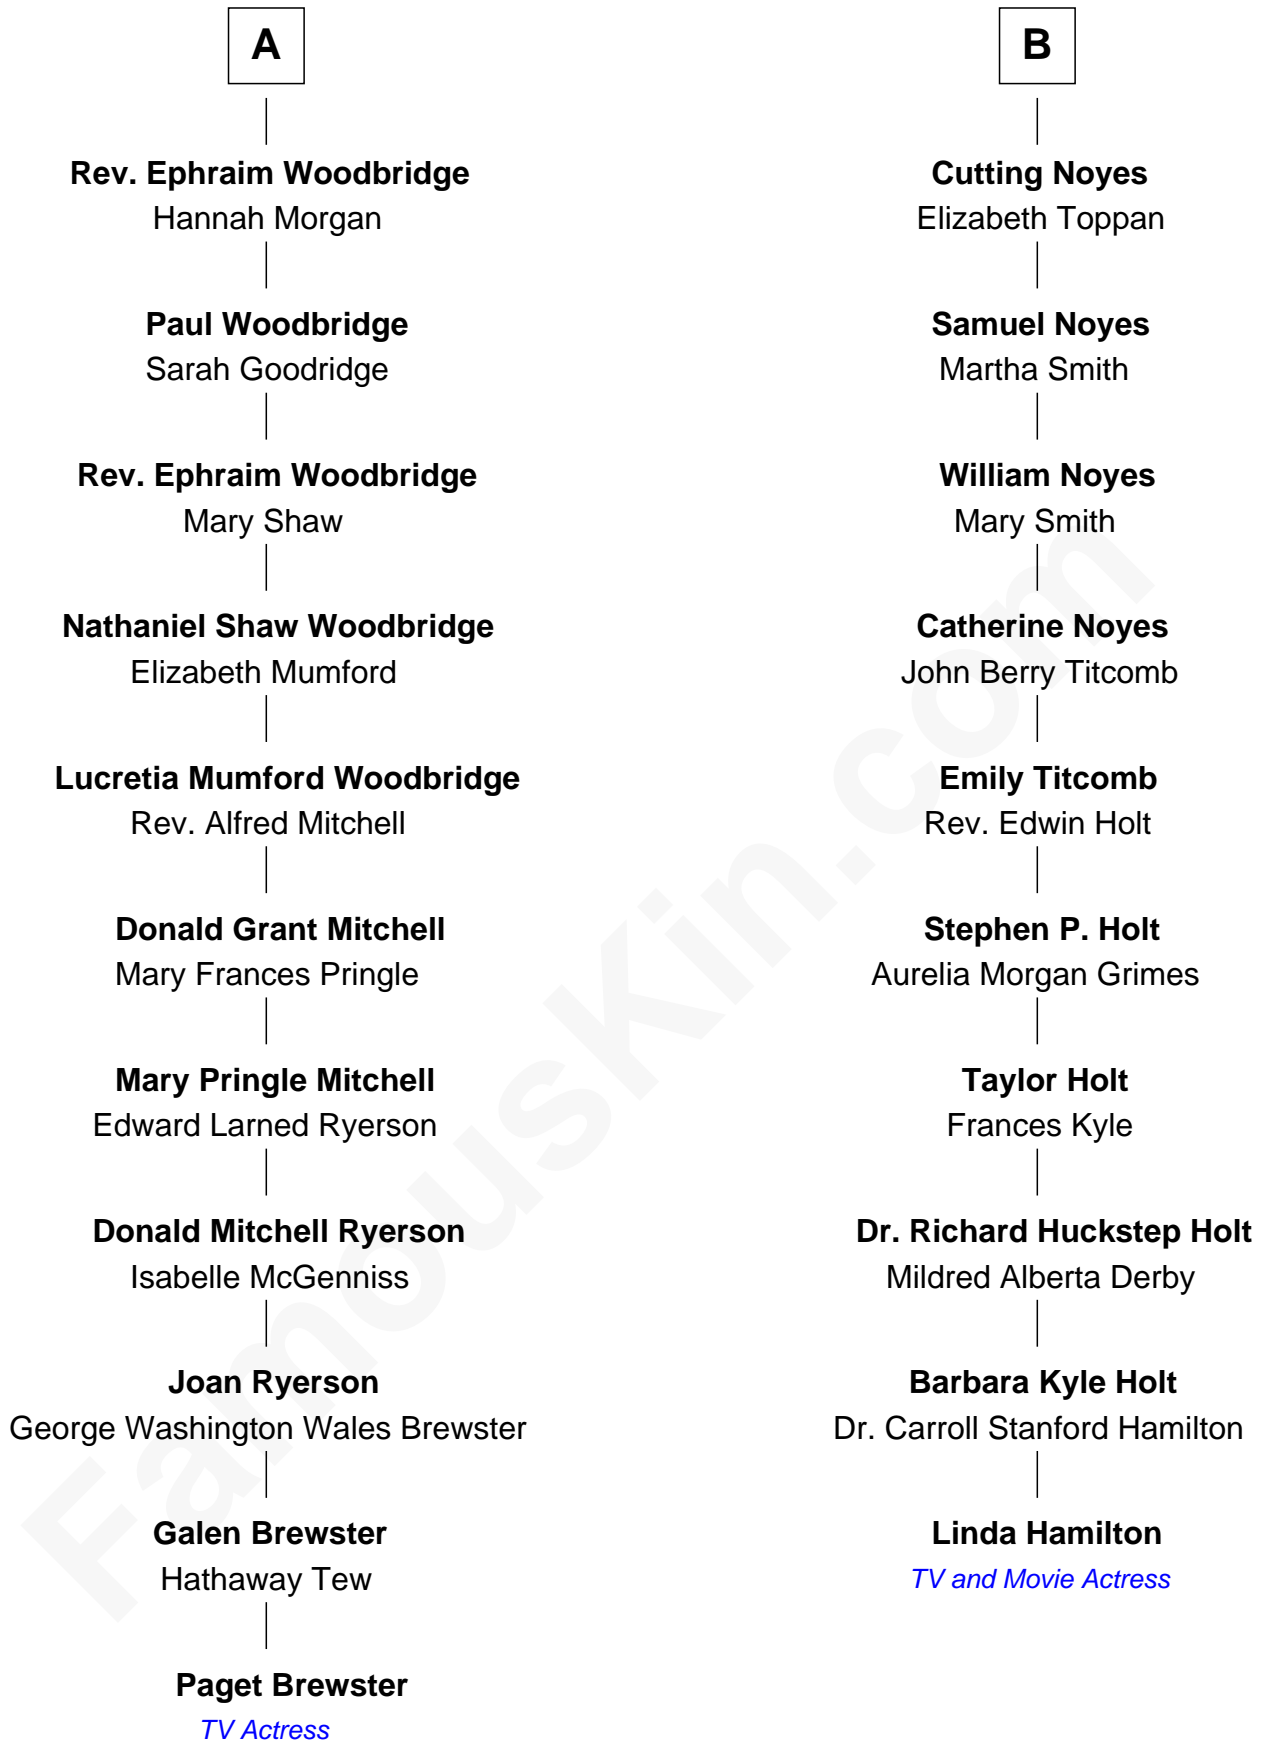 A
Rev. Ephraim Woodbridge
Hannah Morgan
Paul Woodbridge
Sarah Goodridge
Rev. Ephraim Woodbridge
Mary Shaw
Nathaniel Shaw Woodbridge
Elizabeth Mumford
Lucretia Mumford Woodbridge
Rev. Alfred Mitchell
Donald Grant Mitchell
Mary Frances Pringle
Mary Pringle Mitchell
Edward Larned Ryerson
Donald Mitchell Ryerson
Isabelle McGenniss
Joan Ryerson
George Washington Wales Brewster
Galen Brewster
Hathaway Tew
Paget Brewster
TV Actress
B
Cutting Noyes
Elizabeth Toppan
Samuel Noyes
Martha Smith
William Noyes
Mary Smith
Catherine Noyes
John Berry Titcomb
Emily Titcomb
Rev. Edwin Holt
Stephen P. Holt
Aurelia Morgan Grimes
Taylor Holt
Frances Kyle
Dr. Richard Huckstep Holt
Mildred Alberta Derby
Barbara Kyle Holt
Dr. Carroll Stanford Hamilton
Linda Hamilton
TV and Movie Actress
FamousKin.com